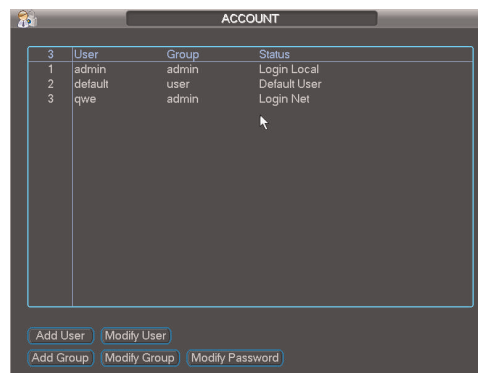 ACCOUNT
3 User Group Status
1 admin admin Login Local
2 default user Default User
3 qwe admin Login Net
Add User Modify User
Add Group Modify Group Modify Password